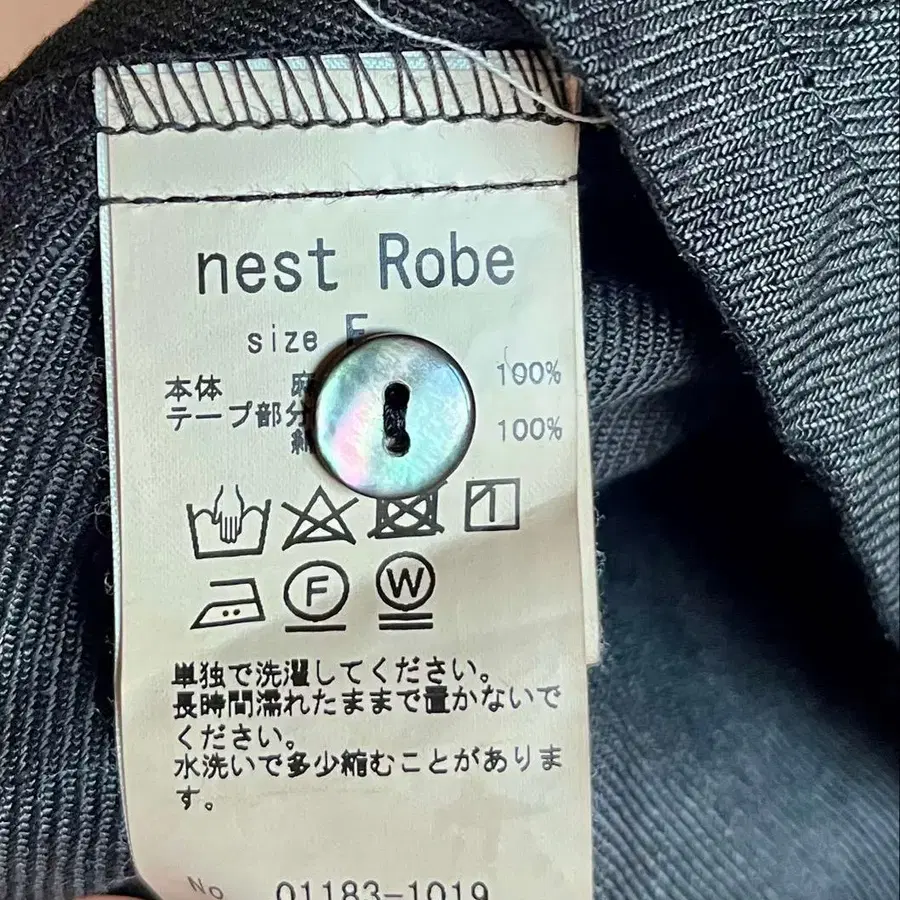 nest Robe
size F
本体 麻 100%
テープ部分
綿 100%
F W
単独で洗濯してください。
長時間濡れたままで置かないで
ください。
水洗いで多少縮むことがありま
す。
No 01183-1019